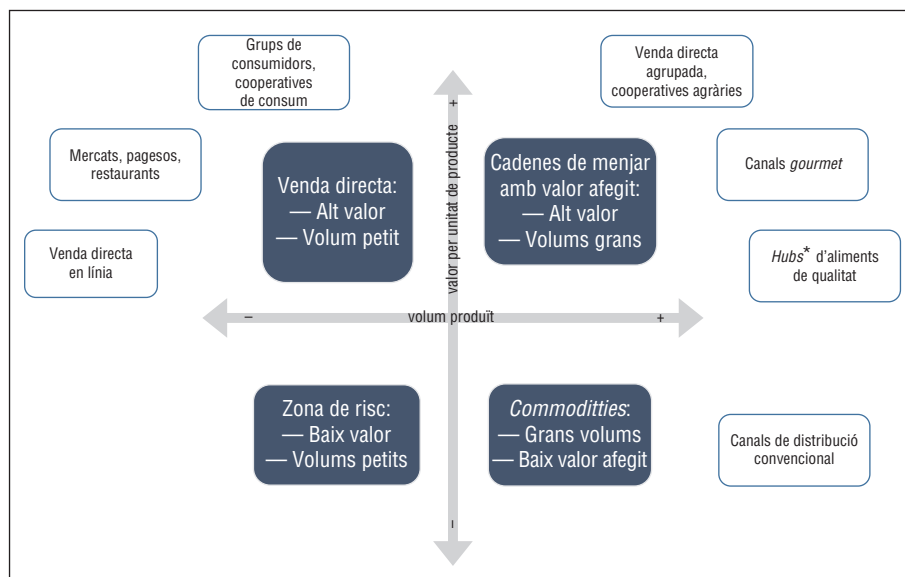 Grups de
consumidors,
cooperatives
de consum
Venda directa
agrupada,
cooperatives agràries
Mercats, pagesos,
restaurants
Venda directa:
— Alt valor
— Volum petit
+
valor per unitat de producte
Cadenes de menjar
amb valor afegit:
— Alt valor
— Volums grans
Canals gourmet
Venda directa
en línia
Hubs* d'aliments
de qualitat
–
volum produït
+
Zona de risc:
— Baix valor
— Volums petits
Commoditties:
— Grans volums
— Baix valor afegit
Canals de distribució
convencional
–